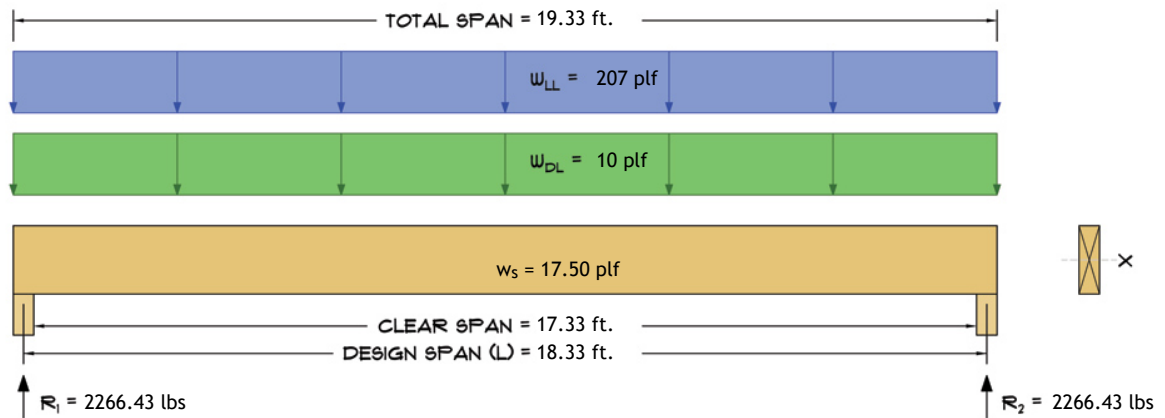 TOTAL SPAN = 19.33 ft.
WLL = 207 plf
WDL = 10 plf
ws = 17.50 plf
X
CLEAR SPAN = 17.33 ft.
DESIGN SPAN (L) = 18.33 ft.
R1 = 2266.43 lbs
R2 = 2266.43 lbs